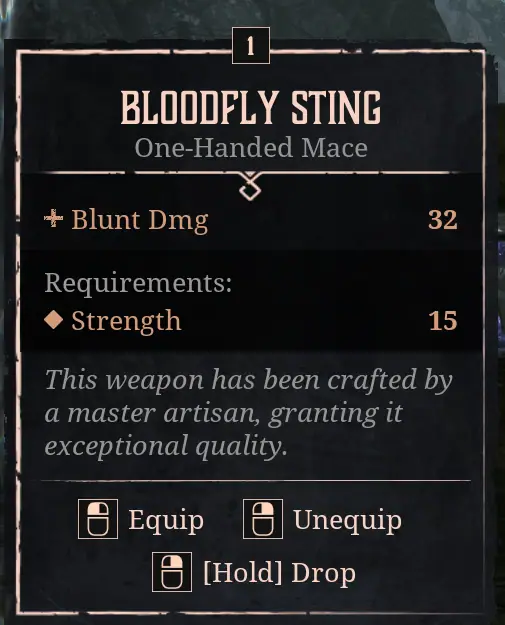 1
BLOODFLY STING
One-Handed Mace
Blunt Dmg 32
Requirements:
Strength 15
This weapon has been crafted by
a master artisan, granting it
exceptional quality.
Equip Unequip
[Hold] Drop